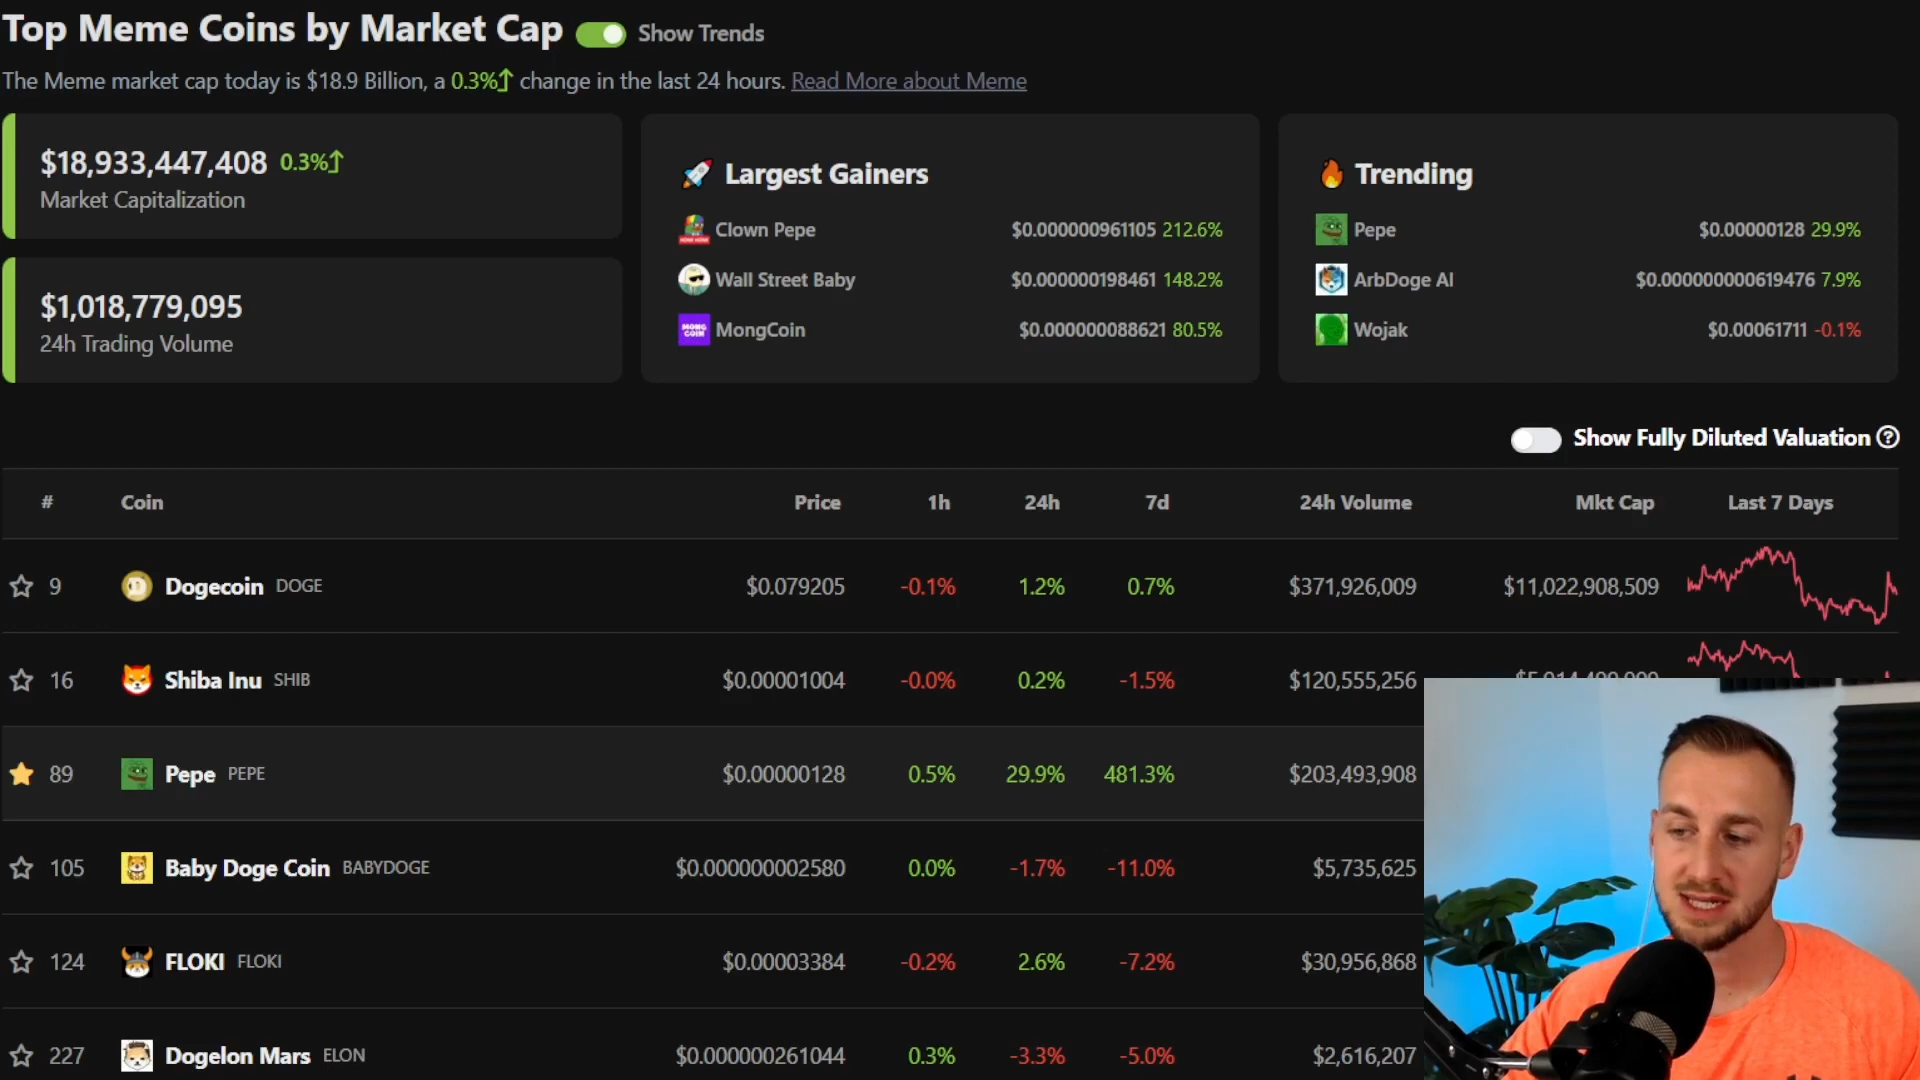 Top Meme Coins by Market Cap Show Trends
The Meme market cap today is $18.9 Billion, a 0.3% change in the last 24 hours. Read More about Meme
$18,933,447,408 0.3%
Market Capitalization
$1,018,779,095
24h Trading Volume
Largest Gainers
Clown Pepe $0.000000961105 212.6%
Wall Street Baby $0.000000198461 148.2%
MONG COIN MongCoin $0.000000088621 80.5%
Trending
Pepe $0.00000128 29.9%
ArbDoge AI $0.000000000619476 7.9%
Wojak $0.00061711 -0.1%
Show Fully Diluted Valuation ?
# Coin Price 1h 24h 7d 24h Volume Mkt Cap Last 7 Days
9 Dogecoin DOGE $0.079205 -0.1% 1.2% 0.7% $371,926,009 $11,022,908,509
16 Shiba Inu SHIB $0.00001004 -0.0% 0.2% -1.5% $120,555,256
89 Pepe PEPE $0.00000128 0.5% 29.9% 481.3% $203,493,908
105 Baby Doge Coin BABYDOGE $0.000000002580 0.0% -1.7% -11.0% $5,735,625
124 FLOKI FLOKI $0.00003384 -0.2% 2.6% -7.2% $30,956,868
227 Dogelon Mars ELON $0.000000261044 0.3% -3.3% -5.0% $2,616,207